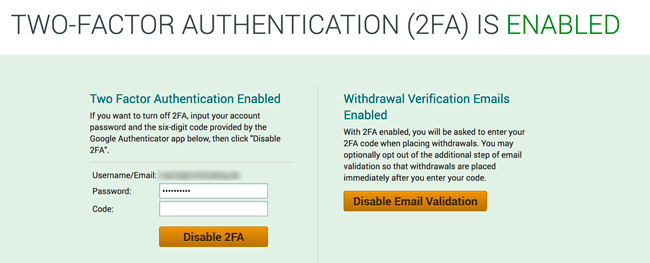 TWO-FACTOR AUTHENTICATION (2FA) IS ENABLED
Two Factor Authentication Enabled
If you want to turn off 2FA, input your account
password and the six-digit code provided by the
Google Authenticator app below, then click "Disable
2FA".
Username/Email:
Password: ••••••••••
Code:
Disable 2FA
Withdrawal Verification Emails
Enabled
With 2FA enabled, you will be asked to enter your
2FA code when placing withdrawals. You may
optionally opt out of the additional step of email
validation so that withdrawals are placed
immediately after you enter your code.
Disable Email Validation